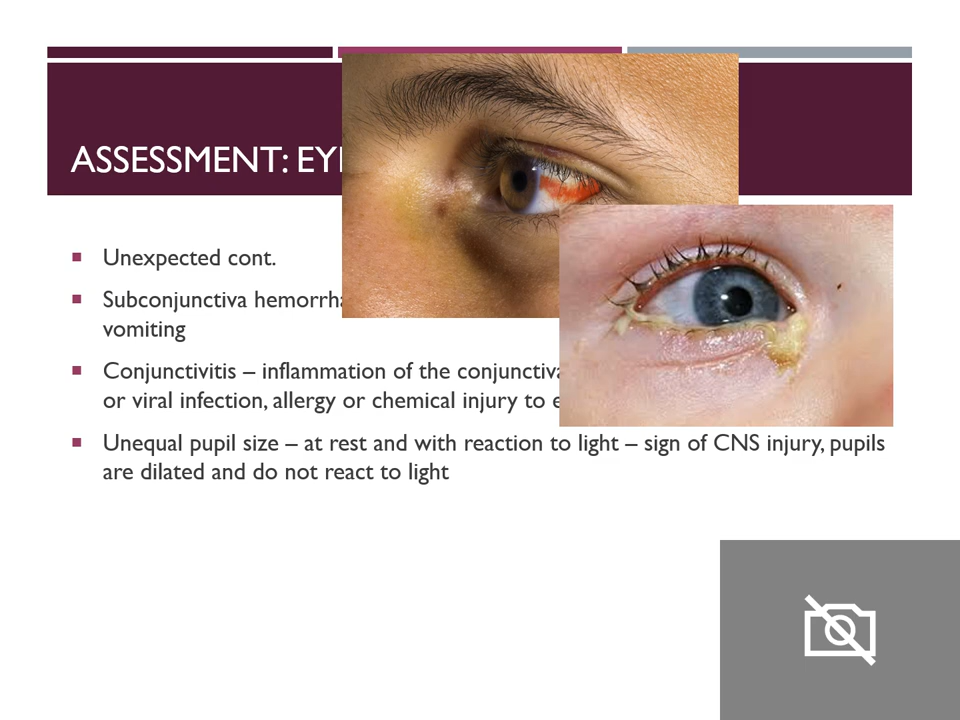 ASSESSMENT: 
Unexpected cont.
Subconjunctiva
vomiting
Conjunctivitis – inflammation of the conjunctiva
or viral infection, allergy or chemical injury to
Unequal pupil size – at rest and with reaction to light – sign of CNS injury, pupils
are dilated and do not react to light